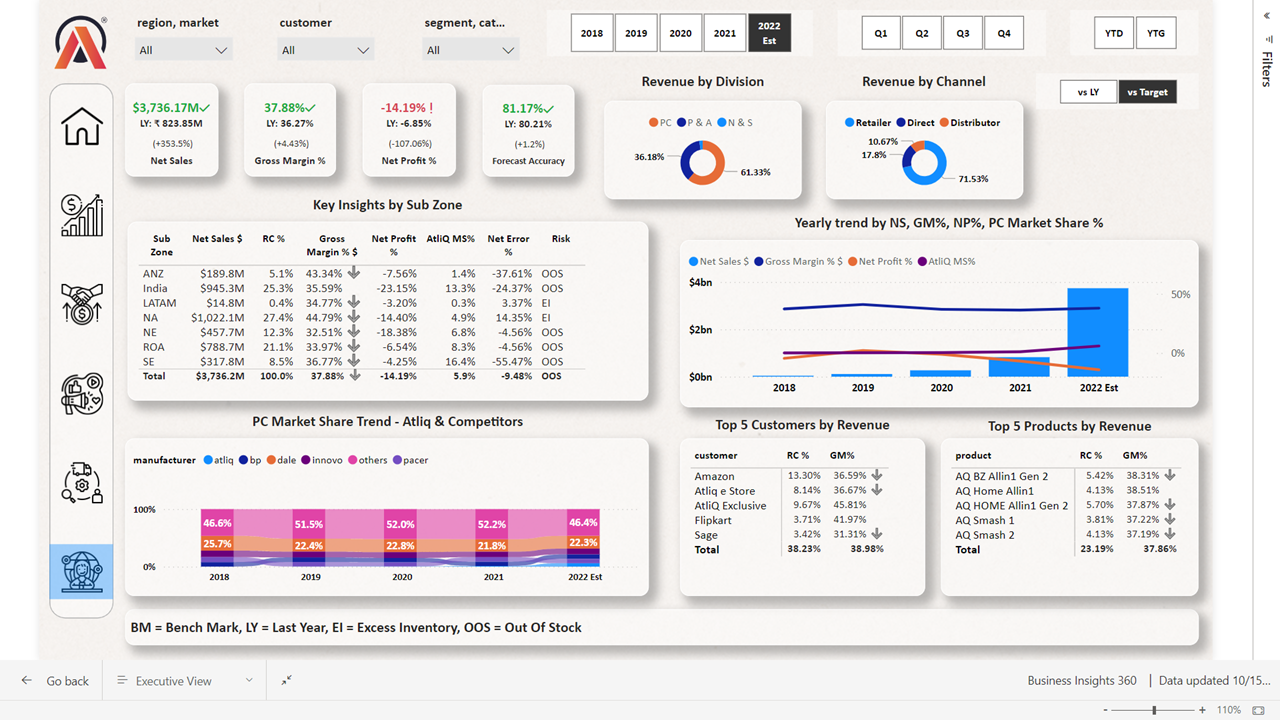 region, market
customer
segment, cat...
All
All
All
2018
2019
2020
2021
2022
Est
Q1
Q2
Q3
Q4
YTD
YTG
vs LY
vs Target
Filters
$3,736.17M
LY: ₹ 823.85M
(+353.5%)
Net Sales
37.88%
LY: 36.27%
(+4.43%)
Gross Margin %
-14.19% !
LY: -6.85%
(-107.06%)
Net Profit %
81.17%
LY: 80.21%
(+1.2%)
Forecast Accuracy
Revenue by Division
PC P & A N & S
36.18%
61.33%
Revenue by Channel
Retailer Direct Distributor
10.67%
17.8%
71.53%
Key Insights by Sub Zone
Sub Zone Net Sales $ RC % Gross Margin % $ Net Profit % AtliQ MS% Net Error % Risk
ANZ $189.8M 5.1% 43.34% -7.56% 1.4% -37.61% OOS
India $945.3M 25.3% 35.59% -23.15% 13.3% -24.37% OOS
LATAM $14.8M 0.4% 34.77% -3.20% 0.3% 3.37% EI
NA $1,022.1M 27.4% 44.79% -14.40% 4.9% 14.35% EI
NE $457.7M 12.3% 32.51% -18.38% 6.8% -4.56% OOS
ROA $788.7M 21.1% 33.97% -6.54% 8.3% -4.56% OOS
SE $317.8M 8.5% 36.77% -4.25% 16.4% -55.47% OOS
Total $3,736.2M 100.0% 37.88% -14.19% 5.9% -9.48% OOS
Yearly trend by NS, GM%, NP%, PC Market Share %
Net Sales $ Gross Margin % $ Net Profit % AtliQ MS%
$4bn
$2bn
$0bn
50%
0%
2018 2019 2020 2021 2022 Est
PC Market Share Trend - Atliq & Competitors
manufacturer atliq bp dale innovo others pacer
100%
0%
46.6% 51.5% 52.0% 52.2% 46.4%
25.7% 22.4% 22.8% 21.8% 22.3%
2018 2019 2020 2021 2022 Est
Top 5 Customers by Revenue
customer RC % GM%
Amazon 13.30% 36.59%
Atliq e Store 8.14% 36.67%
AtliQ Exclusive 9.67% 45.81%
Flipkart 3.71% 41.97%
Sage 3.42% 31.31%
Total 38.23% 38.98%
Top 5 Products by Revenue
product RC % GM%
AQ BZ Allin1 Gen 2 5.42% 38.31%
AQ Home Allin1 4.13% 38.51%
AQ HOME Allin1 Gen 2 5.70% 37.87%
AQ Smash 1 3.81% 37.22%
AQ Smash 2 4.13% 37.19%
Total 23.19% 37.86%
BM = Bench Mark, LY = Last Year, EI = Excess Inventory, OOS = Out Of Stock
Go back
Executive View
Business Insights 360 | Data updated 10/15...
- + 110%